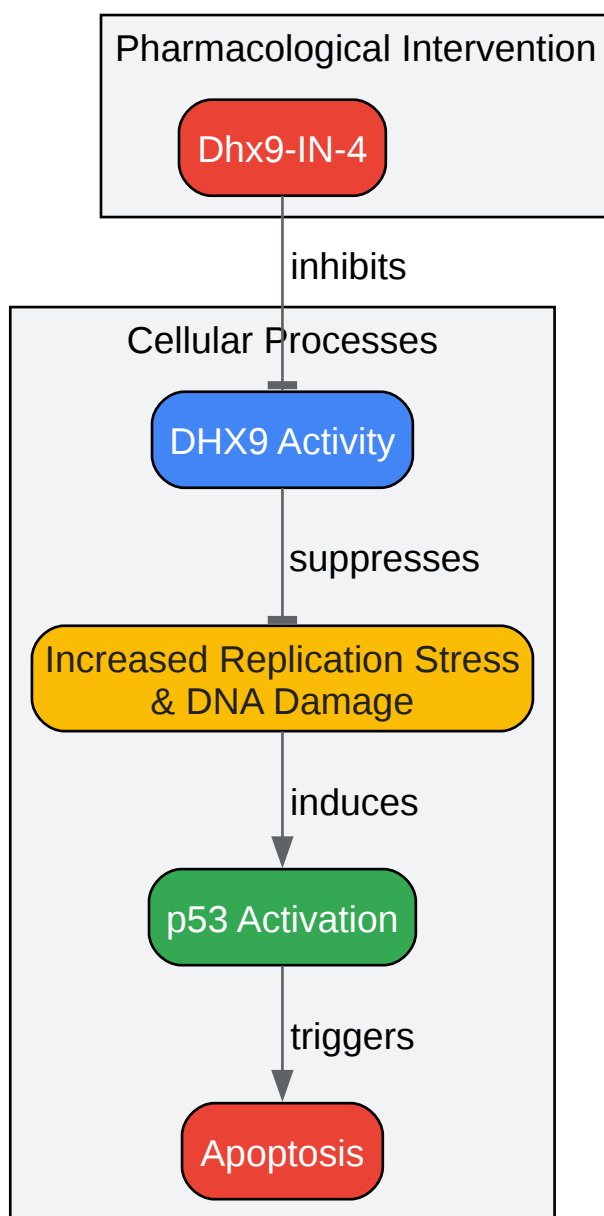 Pharmacological Intervention
Dhx9-IN-4
inhibits
Cellular Processes
DHX9 Activity
suppresses
Increased Replication Stress
& DNA Damage
induces
p53 Activation
triggers
Apoptosis